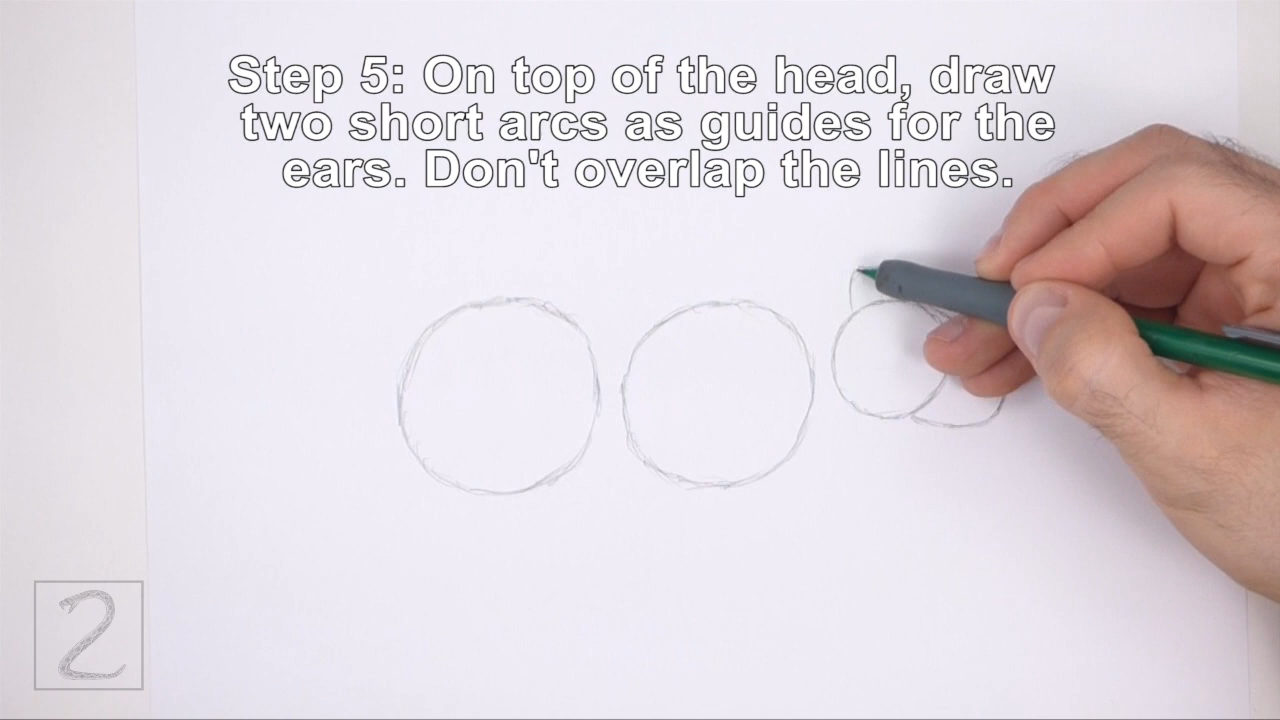 Step 5: On top of the head, draw
two short arcs as guides for the
ears. Don't overlap the lines.
2